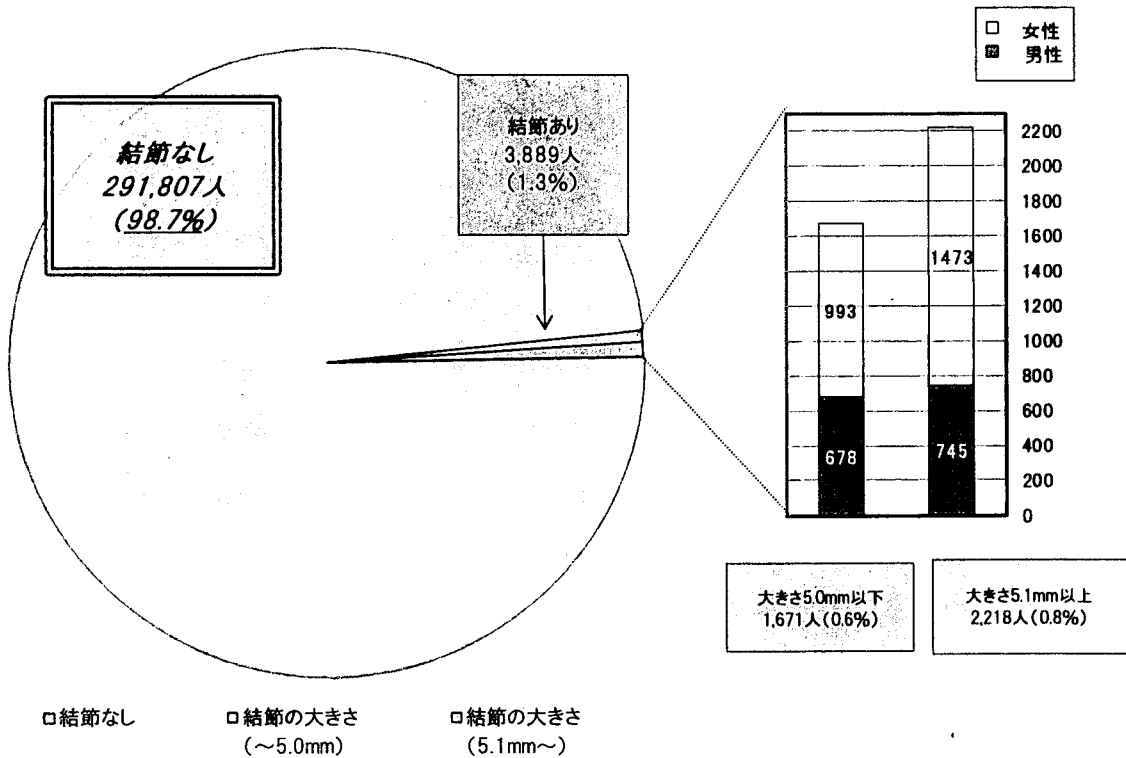 女性
男性
結節なし
291,807人
(98.7%)
結節あり
3,889人
(1.3%)
2200
2000
1800
1600
1400
1200
1000
800
600
400
200
0
993
1473
678
745
大きさ5.0mm以下
1,671人(0.6%)
大きさ5.1mm以上
2,218人(0.8%)
結節なし
結節の大きさ
(～5.0mm)
結節の大きさ
(5.1mm～)